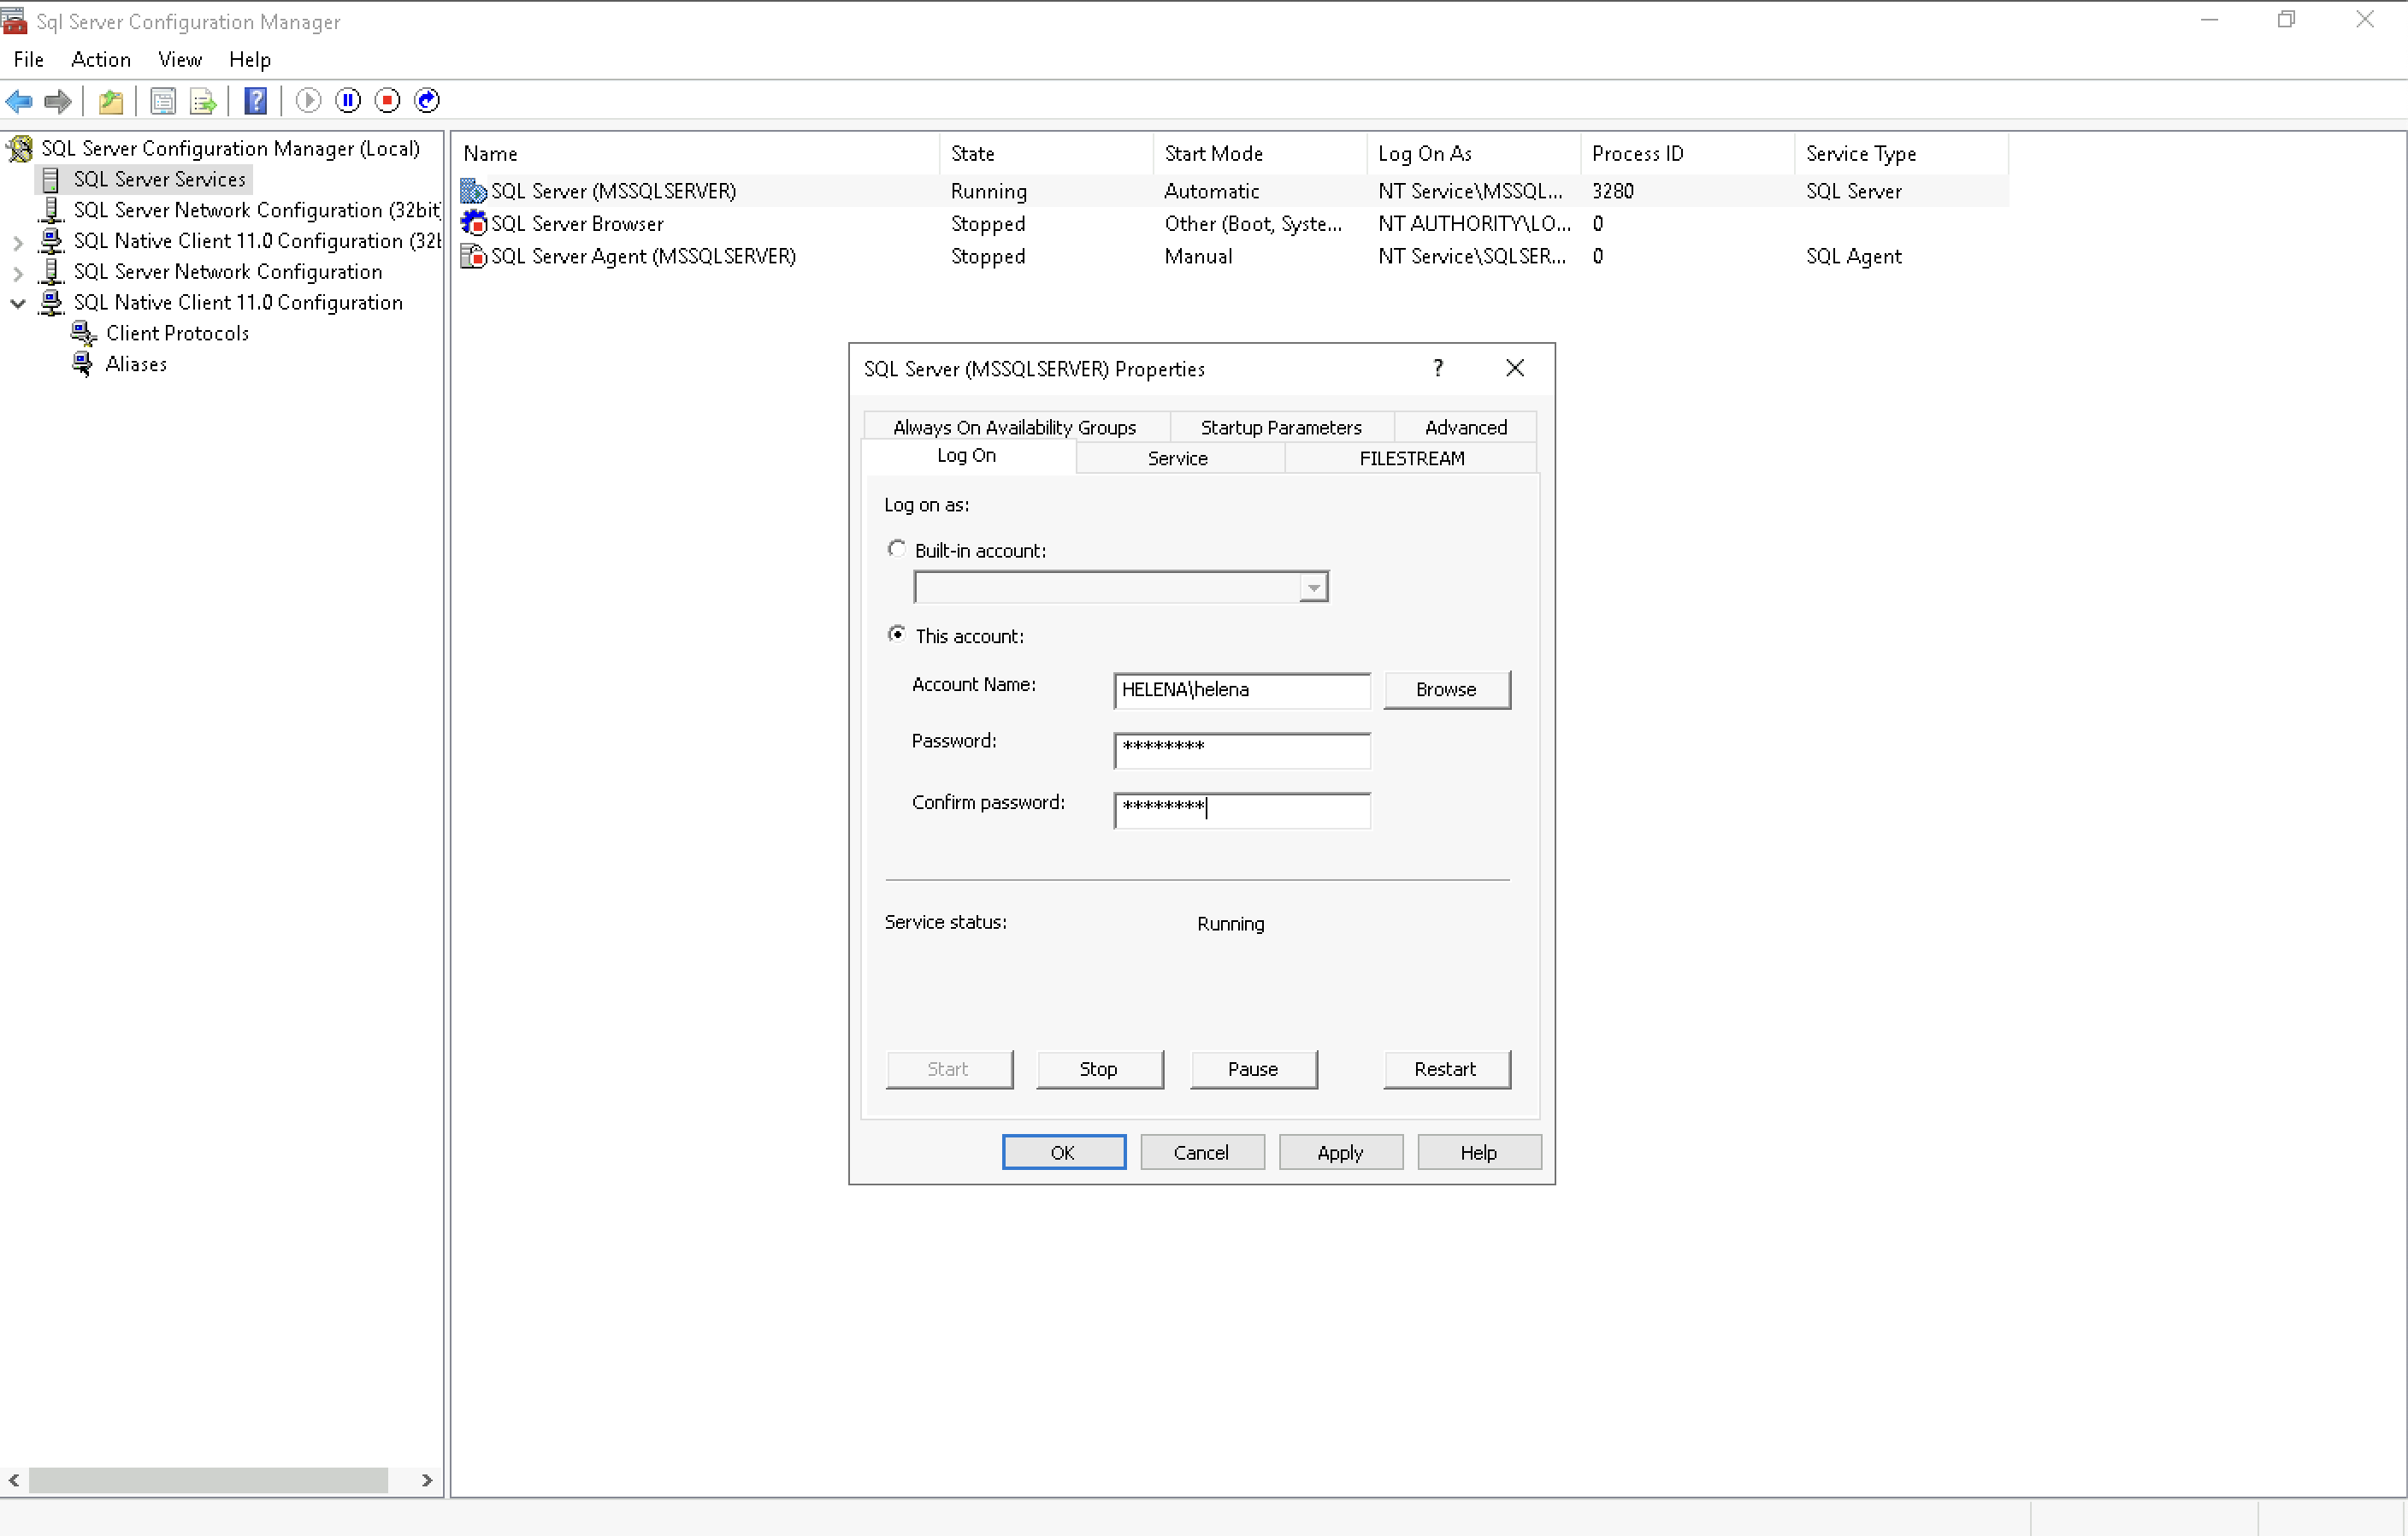 Sql Server Configuration Manager
File Action View Help
SQL Server Configuration Manager (Local)
SQL Server Services
SQL Server Network Configuration (32bit)
SQL Native Client 11.0 Configuration (32b
SQL Server Network Configuration
SQL Native Client 11.0 Configuration
Client Protocols
Aliases
Name State Start Mode Log On As Process ID Service Type
SQL Server (MSSQLSERVER) Running Automatic NT Service\MSSQL... 3280 SQL Server
SQL Server Browser Stopped Other (Boot, Syste... NT AUTHORITY\LO... 0
SQL Server Agent (MSSQLSERVER) Stopped Manual NT Service\SQLSER... 0 SQL Agent
SQL Server (MSSQLSERVER) Properties ?
Always On Availability Groups Startup Parameters Advanced
Log On Service FILESTREAM
Log on as:
Built-in account:
This account:
Account Name: HELENA\helena Browse
Password: ********
Confirm password: ********
Service status: Running
Start Stop Pause Restart
OK Cancel Apply Help